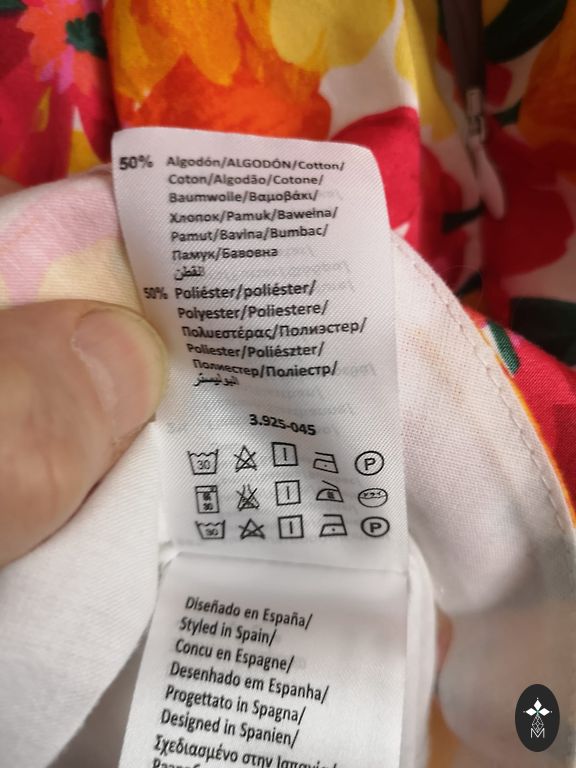 50% Algodón/ALGODÓN/Cotton/
Coton/Algodão/Cotone/
Baumwolle/Βαμβάκι/
Хлопок/Pamuk/Bawełna/
Pamut/Bavlna/Bumbac/
Памук/Бавовна
القطن
50% Poliéster/poliéster/
Polyester/Poliestere/
Πολυεστέρας/Полиэстер/
Poliester/Poliészter/
Полиестер/Поліестр/
البوليستر
3.925-045
30 P
30
30 P
Diseñado en España/
Styled in Spain/
Concu en Espagne/
Desenhado em Espanha/
Progettato in Spagna/
Designed in Spanien/
Σχεδιασμένο στην Ισπανία/